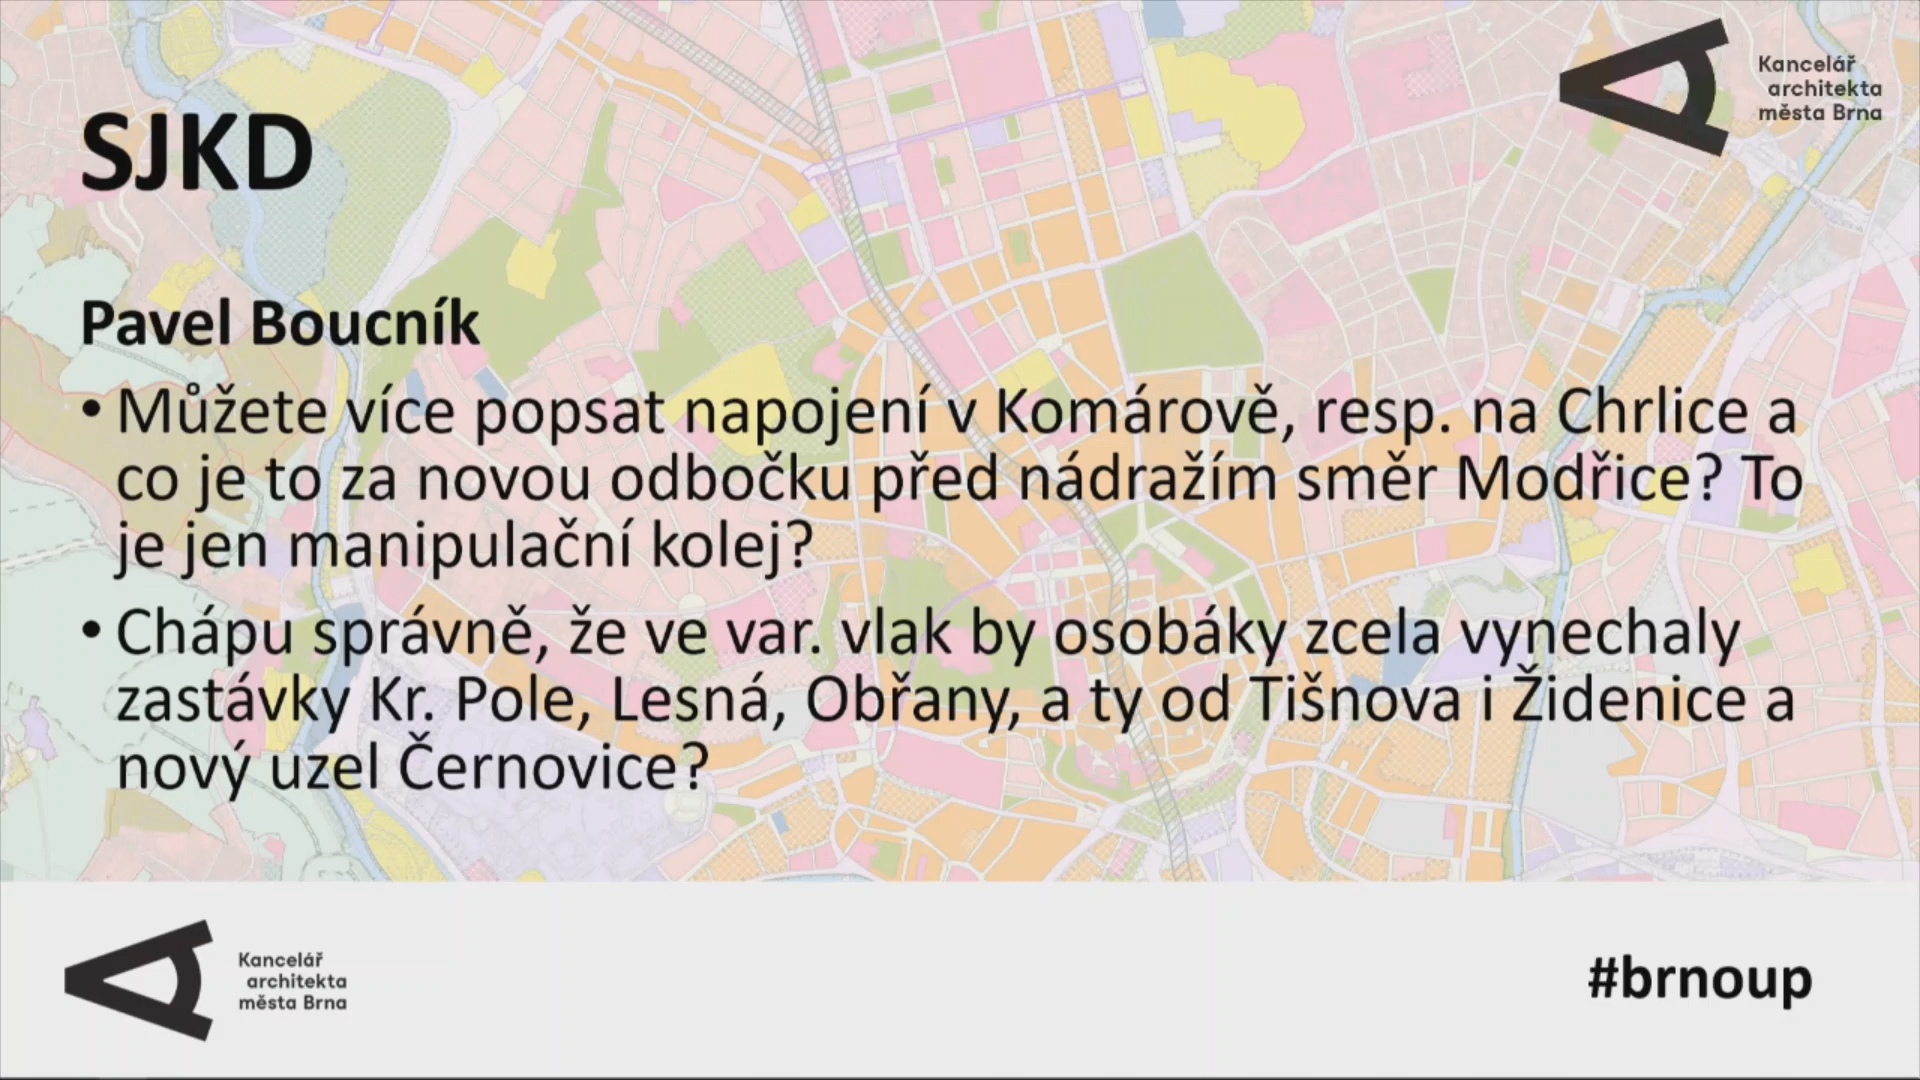 Kancelář
architekta
města Brna
SJKD
Pavel Boucník
• Můžete více popsat napojení v Komárově, resp. na Chrlice a
co je to za novou odbočku před nádražím směr Modřice? To
je jen manipulační kolej?
• Chápu správně, že ve var. vlak by osobáky zcela vynechaly
zastávky Kr. Pole, Lesná, Obřany, a ty od Tišnova i Židenice a
nový uzel Černovice?
Kancelář
architekta
města Brna
#brnoup